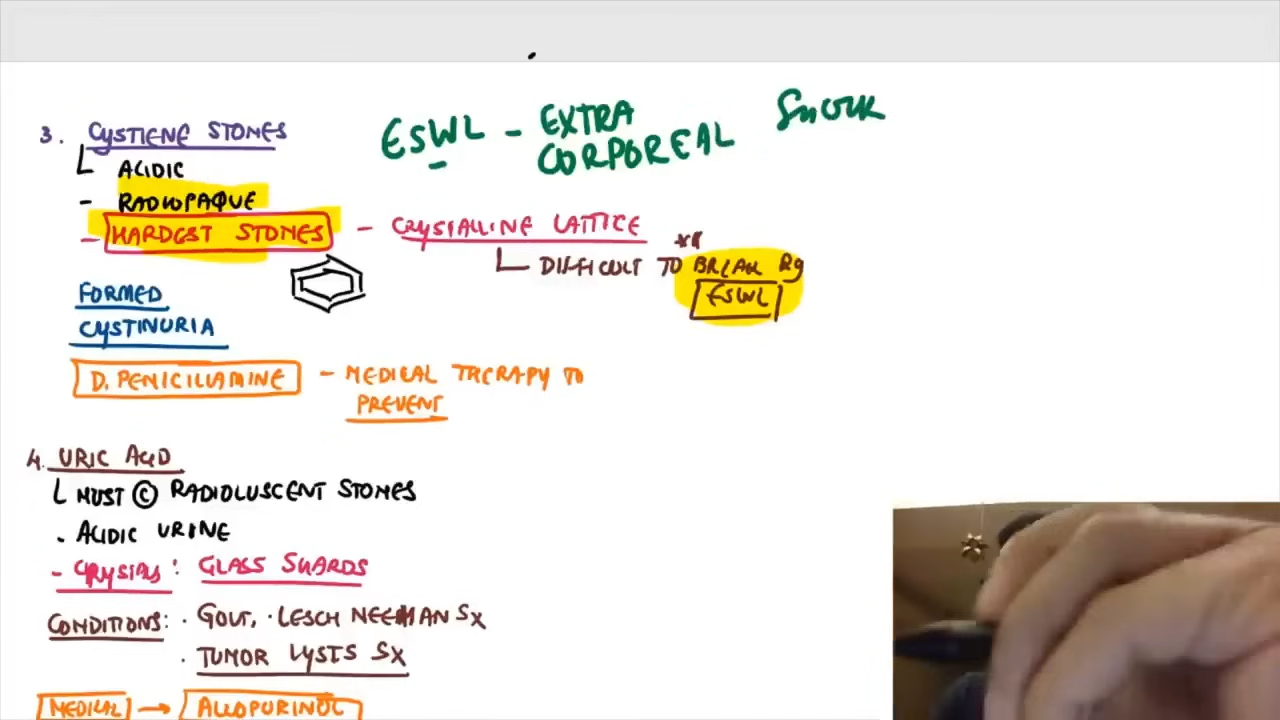 3. CYSTIENE STONES
ESWL - EXTRA CORPOREAL SHOCK
ACIDIC
- RADIOPAQUE
- HARDEST STONES - CRYSTALLINE LATTICE
DIFFICULT TO BREAK By ESWL
FORMED
CYSTINURIA
D. PENICILLAMINE - MEDICAL THERAPY TO PREVENT
4. URIC ACID
MOST © RADIOLUSCENT STONES
. ACIDIC URINE
- CRYSTALS : GLASS SHARDS
CONDITIONS: . GOUT, . LESCH NEEHAN Sx
. TUMOR LYSIS Sx
MEDICAL → ALLOPURINOL